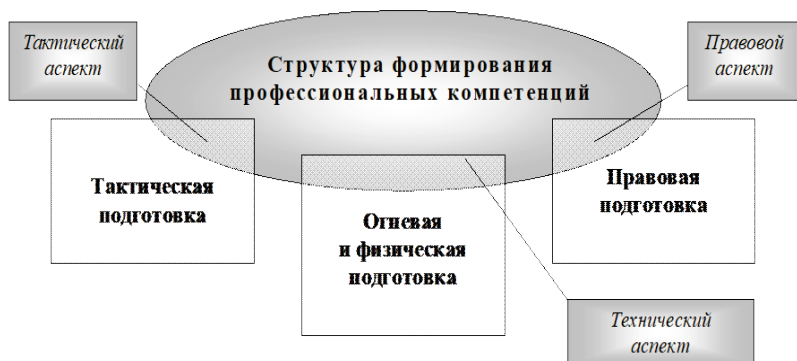 Тактический
аспект
Структура формирования
профессиональных компетенций
Правовой
аспект
Тактическая
подготовка
Огневая
и физическая
подготовка
Правовая
подготовка
Технический
аспект